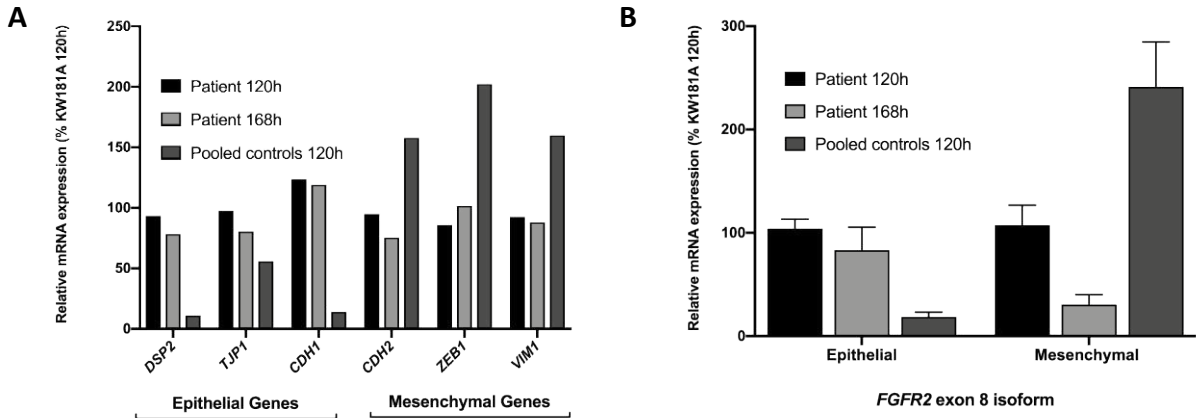 A
Relative mRNA expression (% KW181A 120h)
250
200
150
100
50
0
Patient 120h
Patient 168h
Pooled controls 120h
DSP2
TJP1
CDH1
CDH2
ZEB1
VIM1
Epithelial Genes
Mesenchymal Genes
B
Relative mRNA expression (% KW181A 120h)
300
200
100
0
Patient 120h
Patient 168h
Pooled controls 120h
Epithelial
Mesenchymal
FGFR2 exon 8 isoform